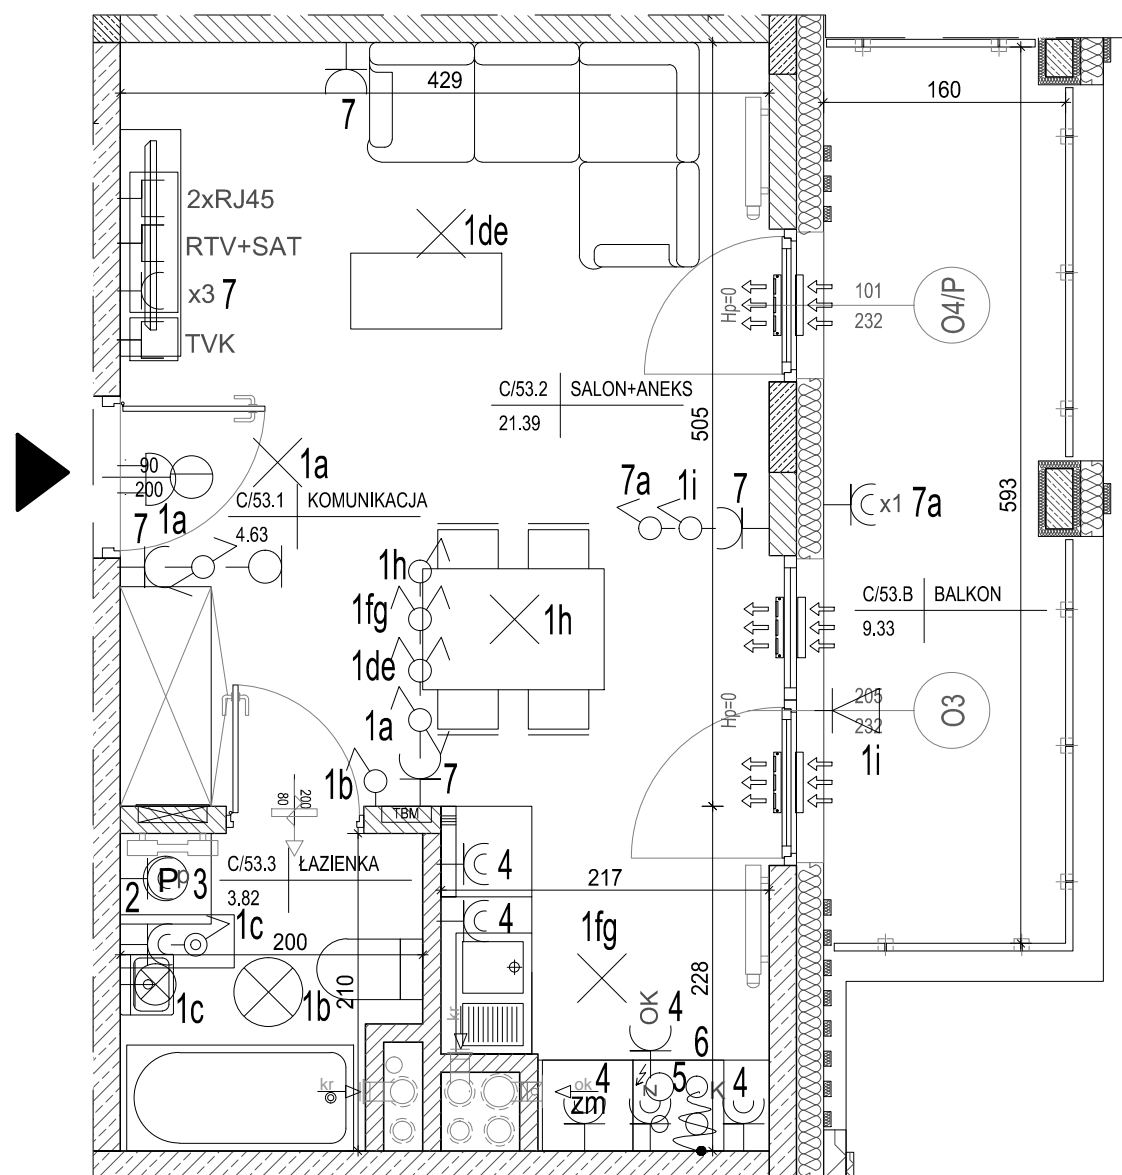 429
160
7
2xRJ45
RTV+SAT
x3 7
TVK
1de
Hp=0
101
232
O4/P
C/53.2 SALON+ANEKS
21.39
505
593
90
200
1a
C/53.1 KOMUNIKACJA
4.63
7
1a
7a
1i
7
x1 7a
1h
1fg
1h
1de
1a
C/53.B BALKON
9.33
Hp=0
205
232
O3
1i
1b
7
TBM
80
200
C/53.3 ŁAZIENKA
3.82
2
P
3
4
217
1c
200
4
1fg
228
210
1c
1b
OK 4
6
kr
kr
ok
4
zm
5
z
K
4